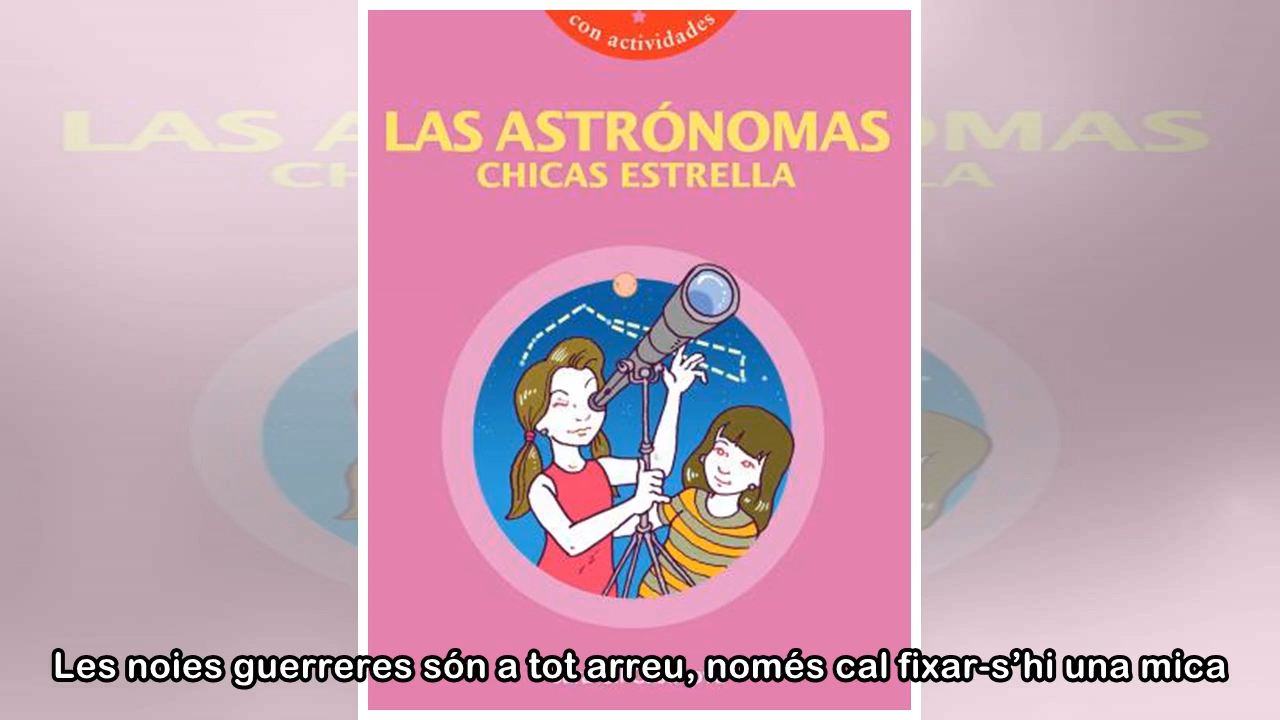 con actividades
LAS ASTRÓNOMAS
CHICAS ESTRELLA
Les noies guerreres són a tot arreu, només cal fixar-s’hi una mica